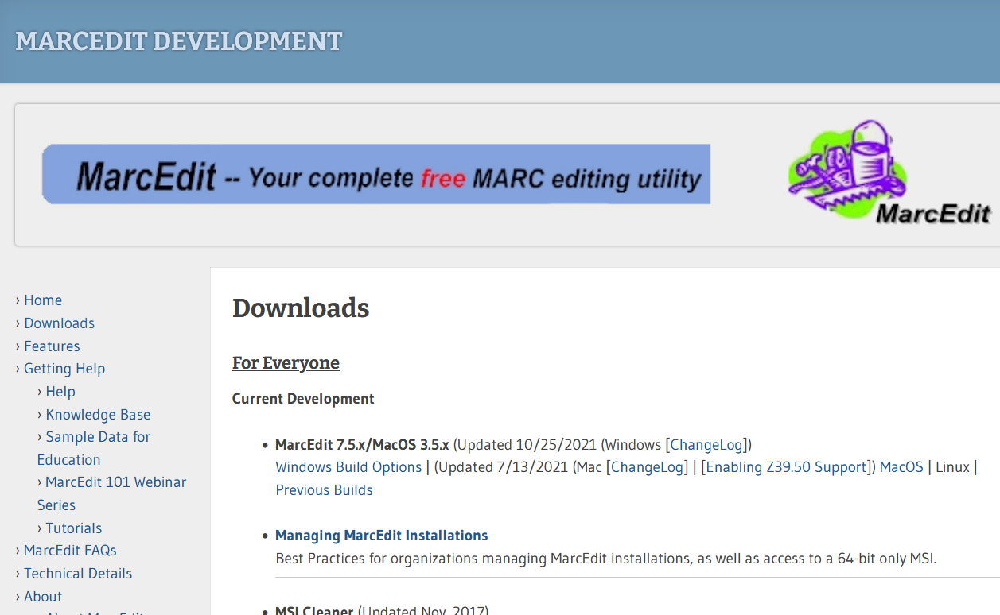 MARCEDIT DEVELOPMENT
MarcEdit -- Your complete free MARC editing utility
MarcEdit
› Home
› Downloads
› Features
› Getting Help
› Help
› Knowledge Base
› Sample Data for
Education
› MarcEdit 101 Webinar
Series
› Tutorials
› MarcEdit FAQs
› Technical Details
› About
› About MarcEdit
Downloads
For Everyone
Current Development
• MarcEdit 7.5.x/MacOS 3.5.x (Updated 10/25/2021 (Windows [ChangeLog])
Windows Build Options | (Updated 7/13/2021 (Mac [ChangeLog] | [Enabling Z39.50 Support]) MacOS | Linux |
Previous Builds
• Managing MarcEdit Installations
Best Practices for organizations managing MarcEdit installations, as well as access to a 64-bit only MSI.
• MSI Cleaner (Updated Nov. 2017)